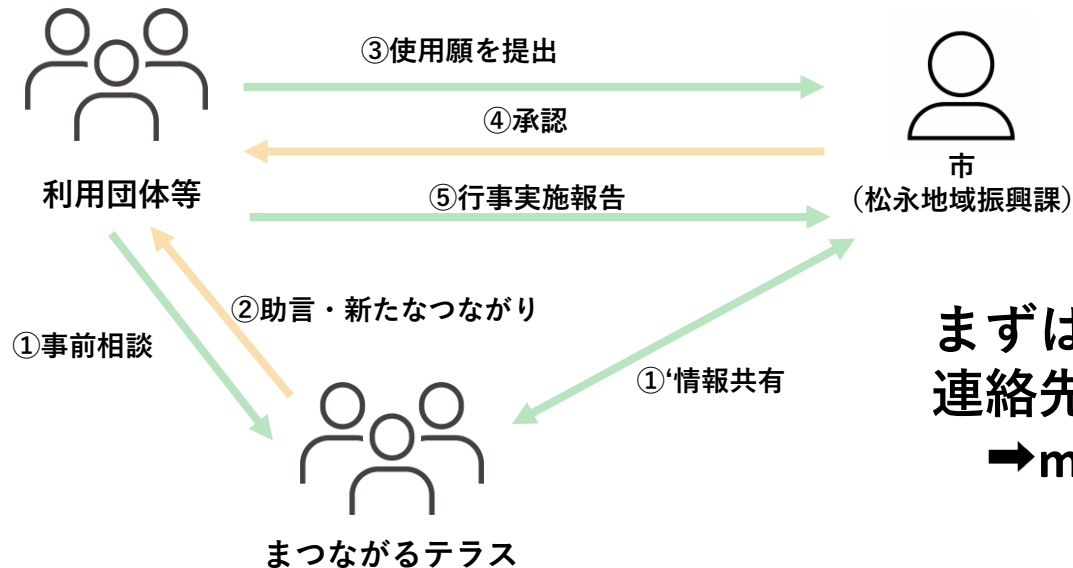 ③使用願を提出
④承認
利用団体等
⑤行事実施報告
市
（松永地域振興課）
②助言・新たなつながり
①事前相談
①‘情報共有
まずは
連絡先
➡m
まつながるテラス